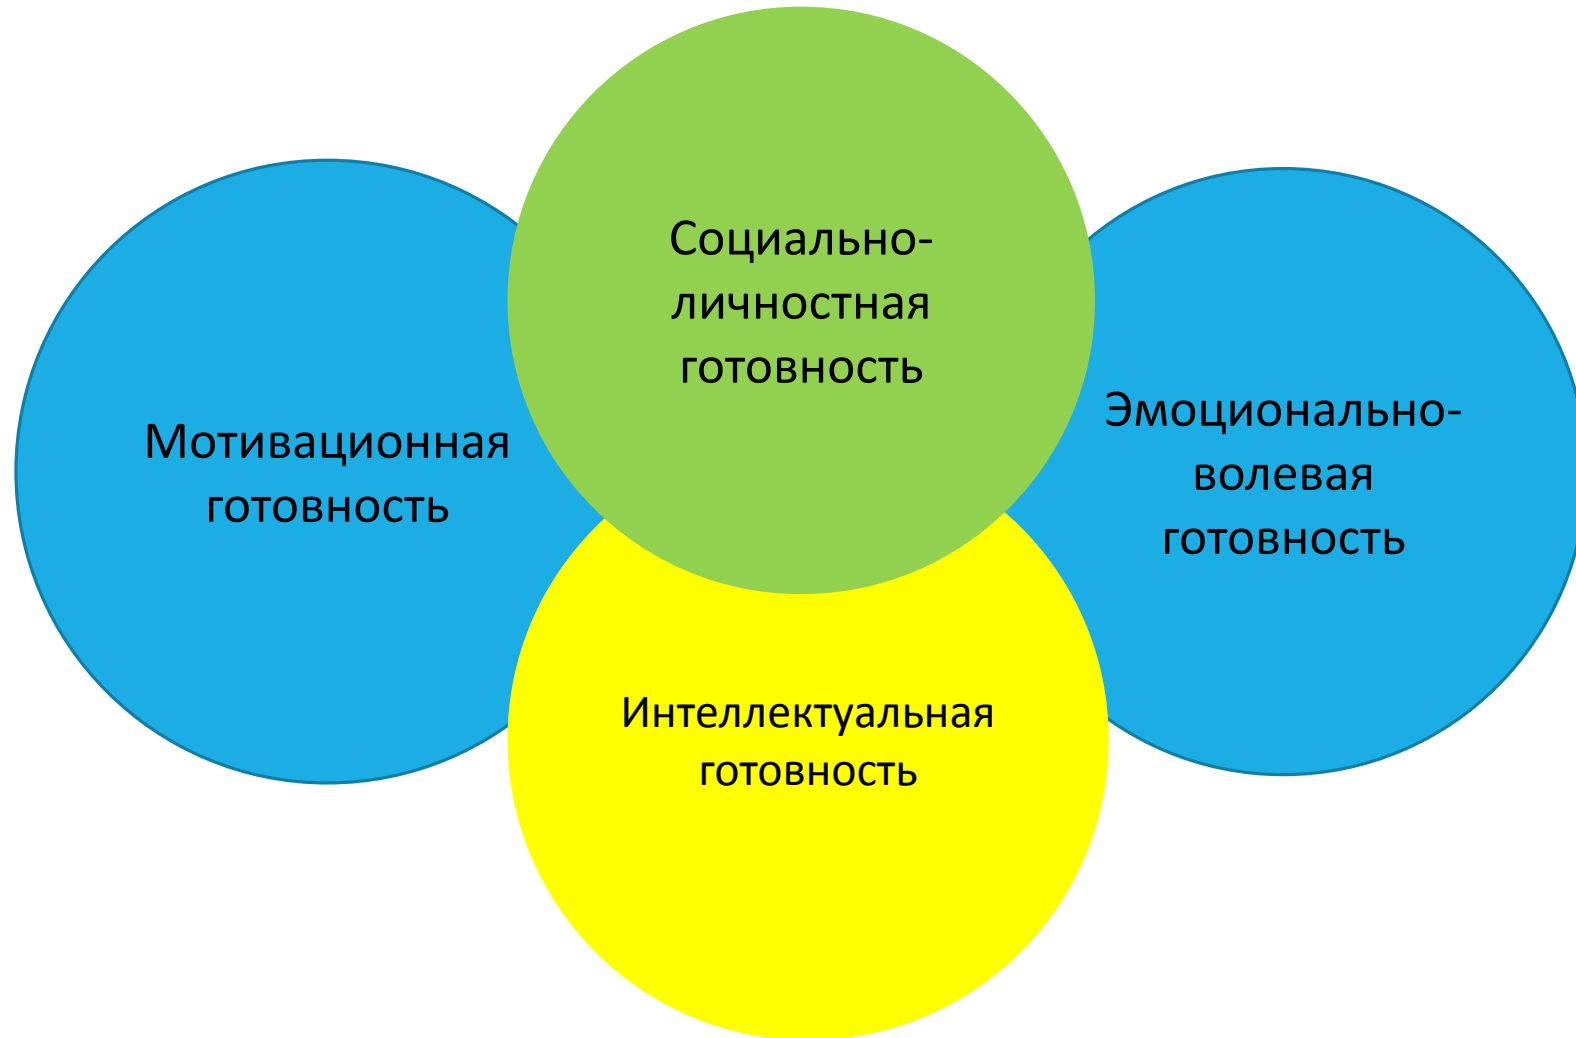 Социально-
личностная
готовность
Мотивационная
готовность
Эмоционально-
волевая
готовность
Интеллектуальная
готовность